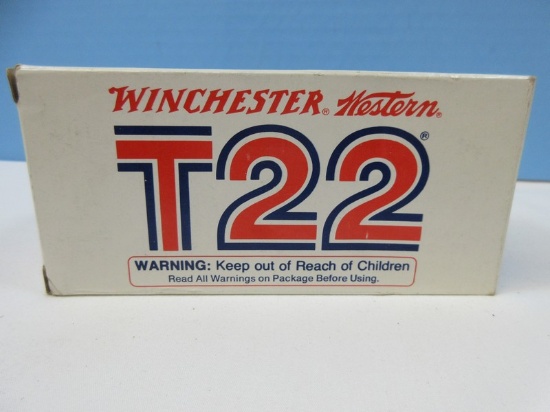 WINCHESTER® Western®
T22®
WARNING: Keep out of Reach of Children
Read All Warnings on Package Before Using.